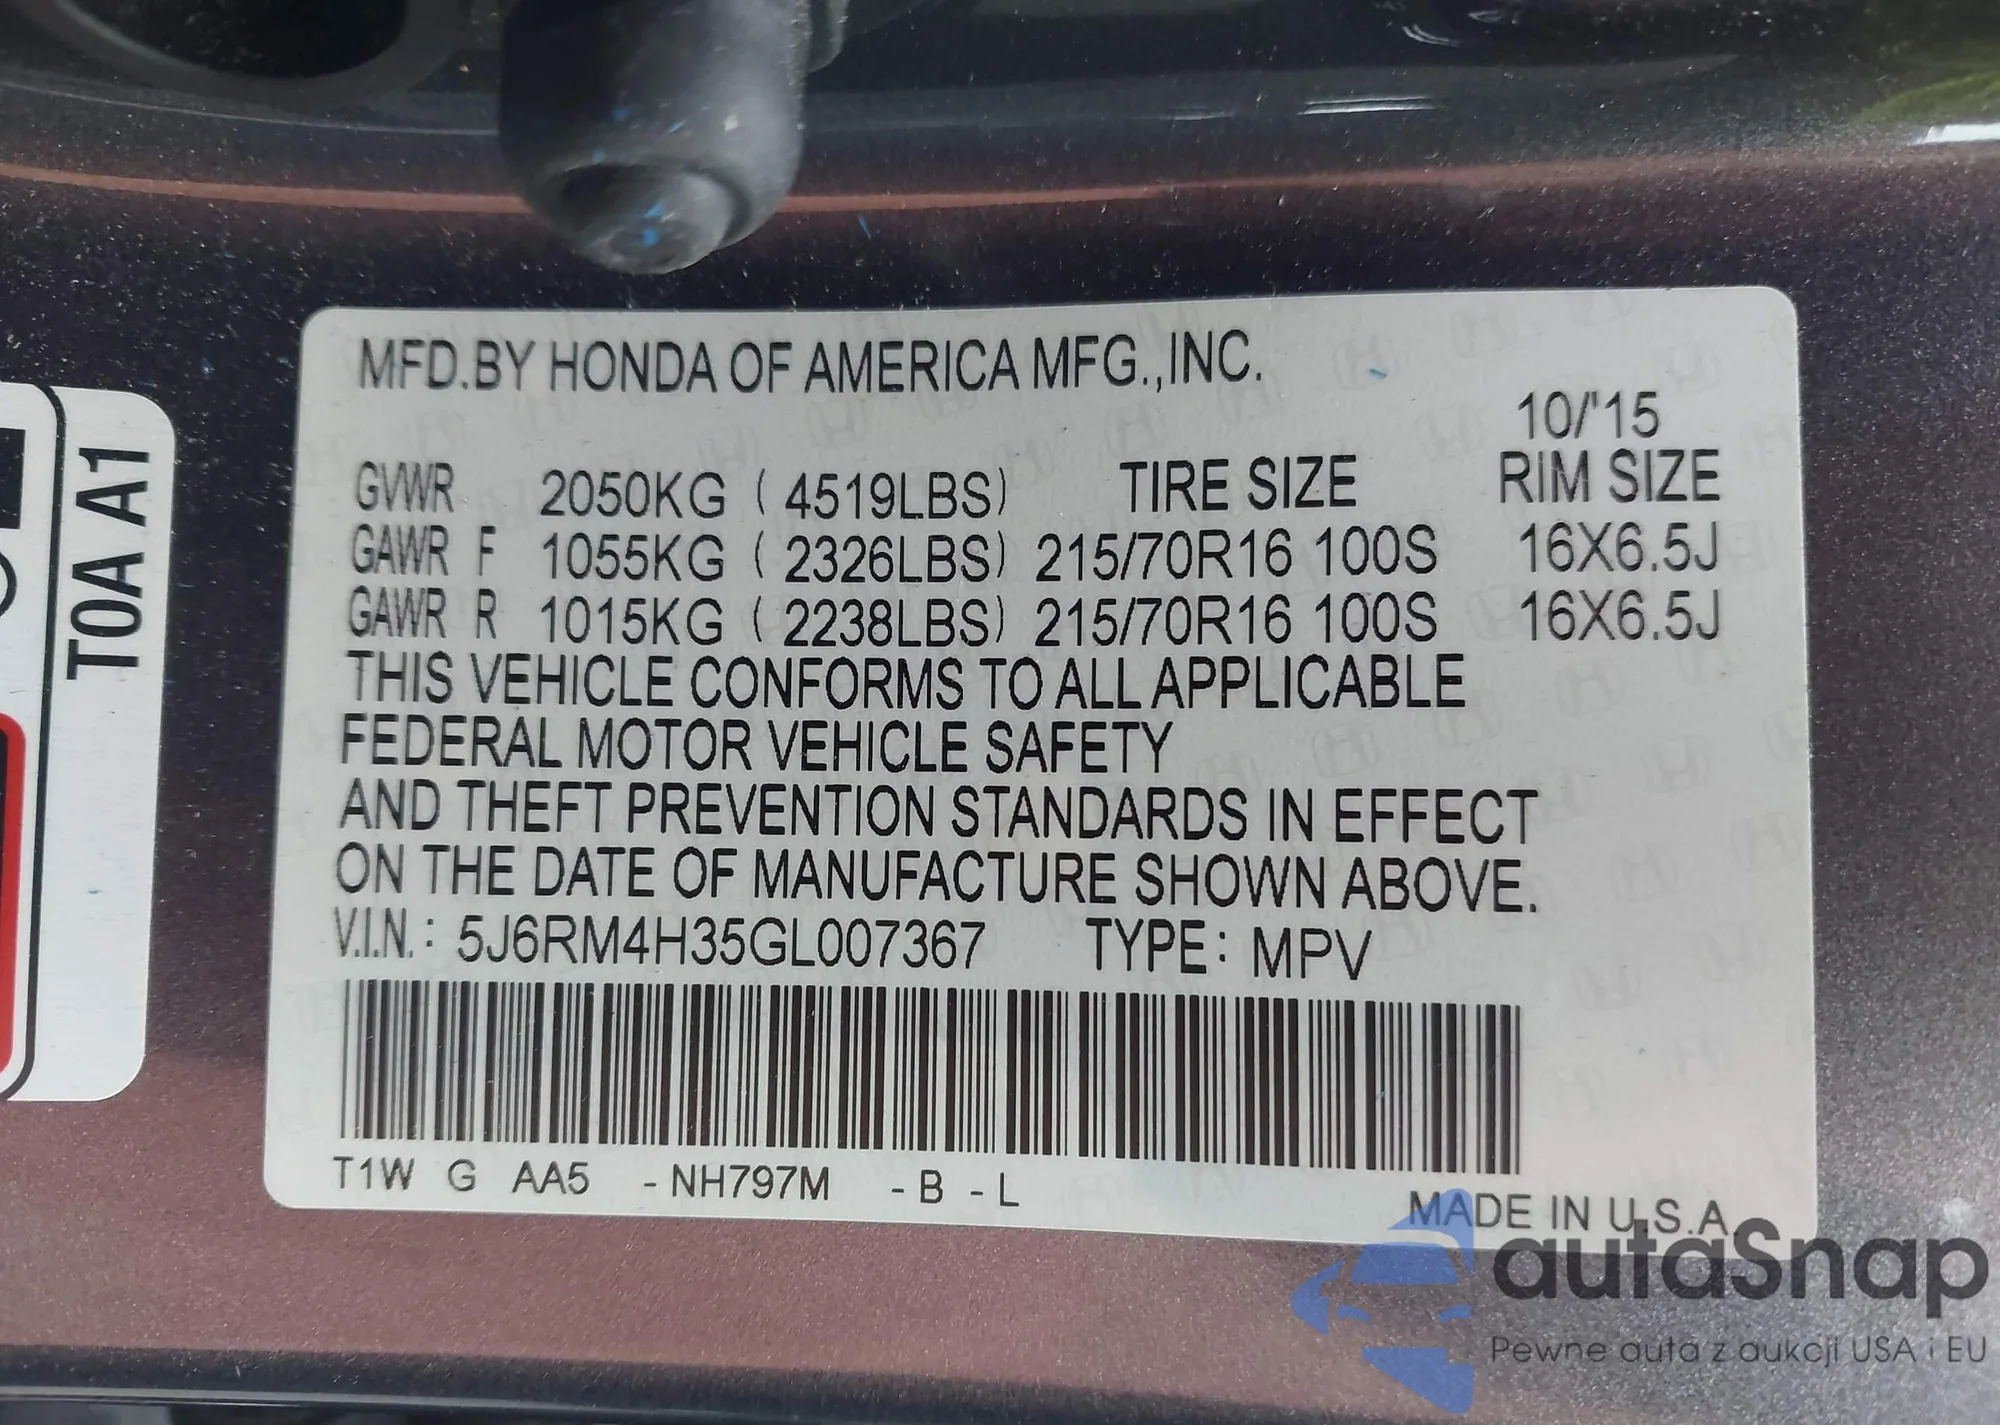 MFD.BY HONDA OF AMERICA MFG.,INC.
10/'15
GVWR 2050KG (4519LBS) TIRE SIZE RIM SIZE
GAWR F 1055KG (2326LBS) 215/70R16 100S 16X6.5J
GAWR R 1015KG (2238LBS) 215/70R16 100S 16X6.5J
THIS VEHICLE CONFORMS TO ALL APPLICABLE
FEDERAL MOTOR VEHICLE SAFETY
AND THEFT PREVENTION STANDARDS IN EFFECT
ON THE DATE OF MANUFACTURE SHOWN ABOVE.
V.I.N.: 5J6RM4H35GL007367 TYPE: MPV
T1W G AA5 -NH797M -B -L
MADE IN U.S.A.
T0A A1
autaSnap
Pewne auta z aukcji USA i EU